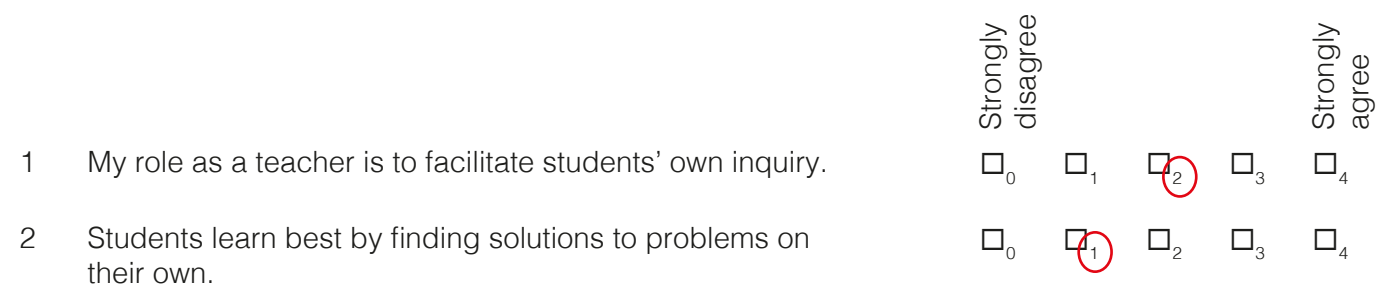 Strongly
disagree
Strongly
agree
1 My role as a teacher is to facilitate students’ own inquiry. □0 □1 □2 □3 □4
2 Students learn best by finding solutions to problems on □0 □1 □2 □3 □4
their own.